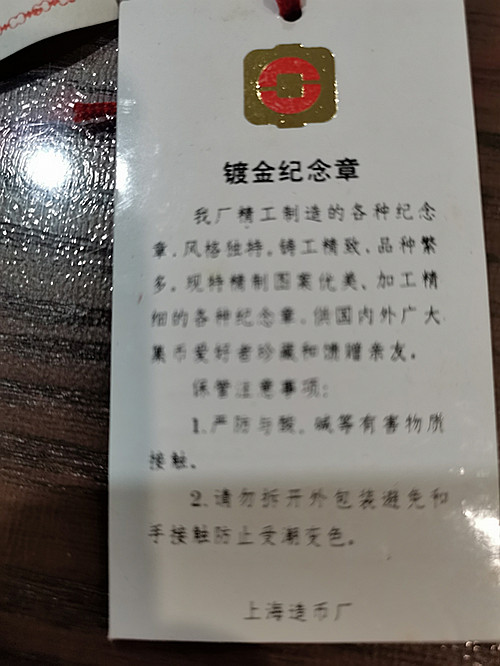 镀金纪念章
我厂精工制造的各种纪念
章，风格独特，铸工精致、品种繁
多。现特精制图案优美、加工精
细的各种纪念章，供国内外广大
集币爱好者珍藏和馈赠亲友。
保管注意事项：
1.严防与酸、碱等有害物质
接触。
2.请勿拆开外包装避免和
手接触防止受潮变色。
上海造币厂